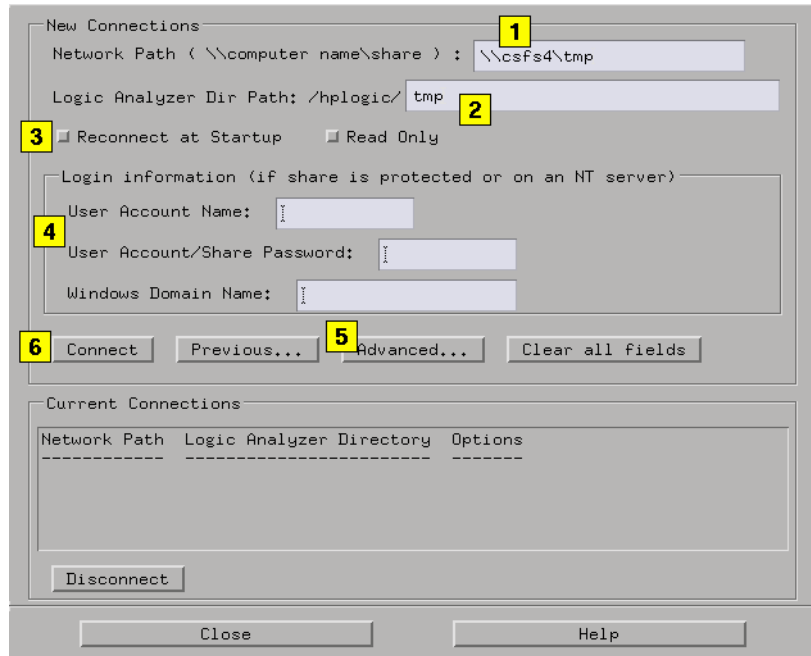 New Connections
1
Network Path ( \\computer name\share ) : \\csfs4\tmp
Logic Analyzer Dir Path: /hplogic/ tmp
2
3 Reconnect at Startup Read Only
Login information (if share is protected or on an NT server)
User Account Name:
4
User Account/Share Password:
Windows Domain Name:
6 Connect Previous... 5 Advanced... Clear all fields
Current Connections
Network Path Logic Analyzer Directory Options
------------ ------------------------ -------
Disconnect
Close Help